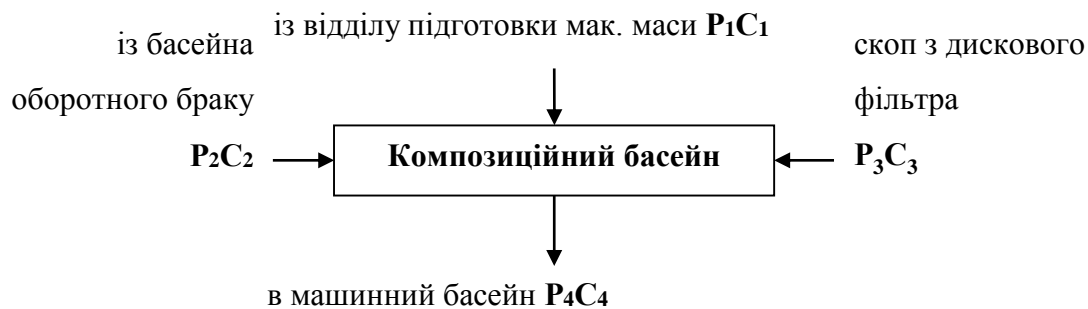 із відділу підготовки мак. маси P₁C₁
із басейна
оборотного браку
P₂C₂
Композиційний басейн
скоп з дискового
фільтра
P₃C₃
в машинний басейн P₄C₄